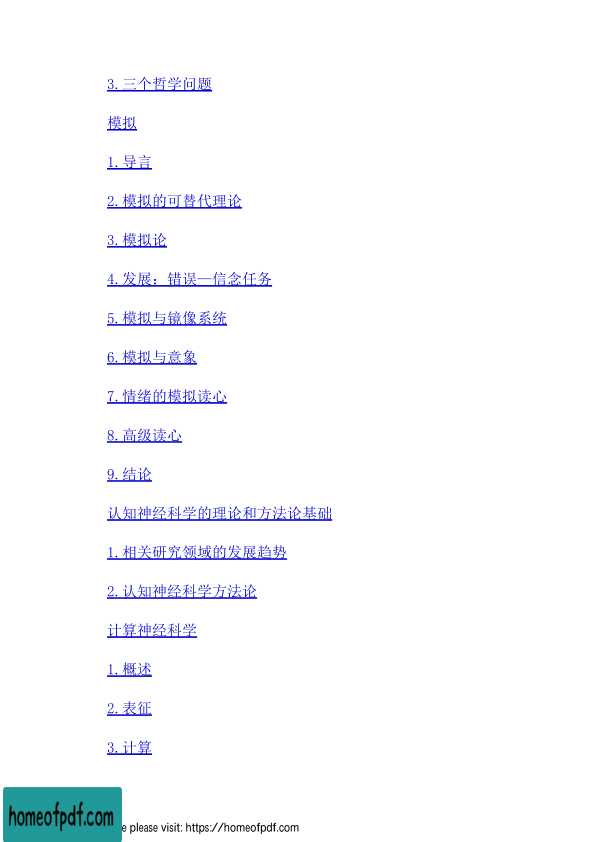 3.三个哲学问题
模拟
1.导言
2.模拟的可替代理论
3.模拟论
4.发展：错误—信念任务
5.模拟与镜像系统
6.模拟与意象
7.情绪的模拟读心
8.高级读心
9.结论
认知神经科学的理论和方法论基础
1.相关研究领域的发展趋势
2.认知神经科学方法论
计算神经科学
1.概述
2.表征
3.计算
homeofpdf.com
please visit: https://homeofpdf.com